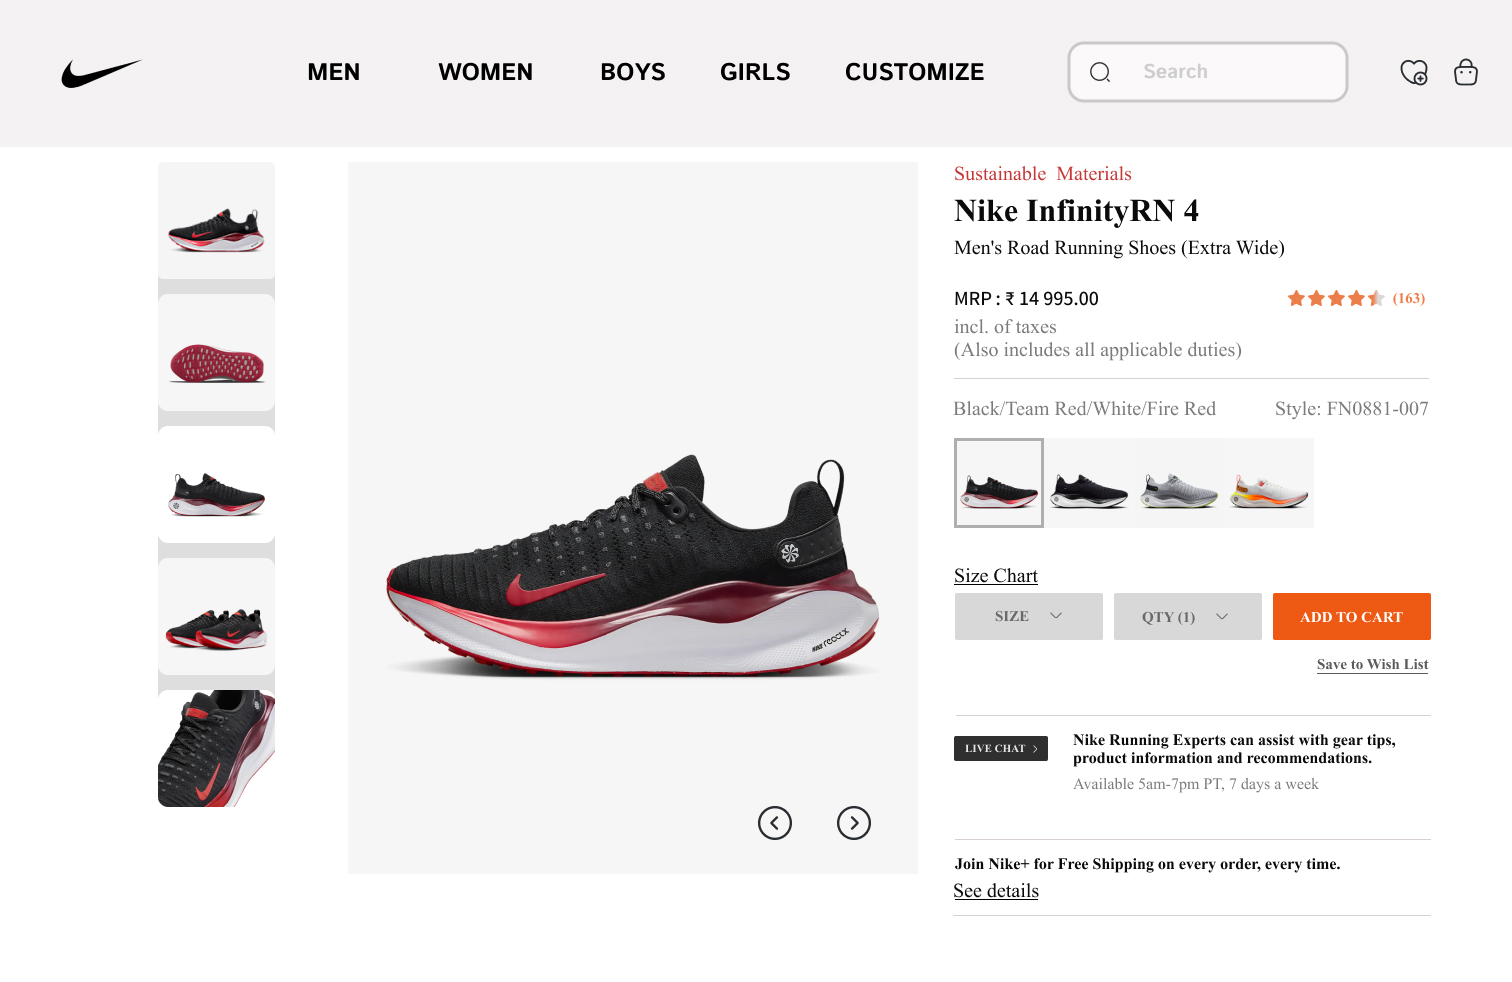 MEN WOMEN BOYS GIRLS CUSTOMIZE Search
Sustainable Materials
Nike InfinityRN 4
Men's Road Running Shoes (Extra Wide)
MRP : ₹ 14 995.00 (163)
incl. of taxes
(Also includes all applicable duties)
Black/Team Red/White/Fire Red Style: FN0881-007
Size Chart
SIZE QTY (1) ADD TO CART
Save to Wish List
LIVE CHAT
Nike Running Experts can assist with gear tips,
product information and recommendations.
Available 5am-7pm PT, 7 days a week
Join Nike+ for Free Shipping on every order, every time.
See details
NIKE reactX